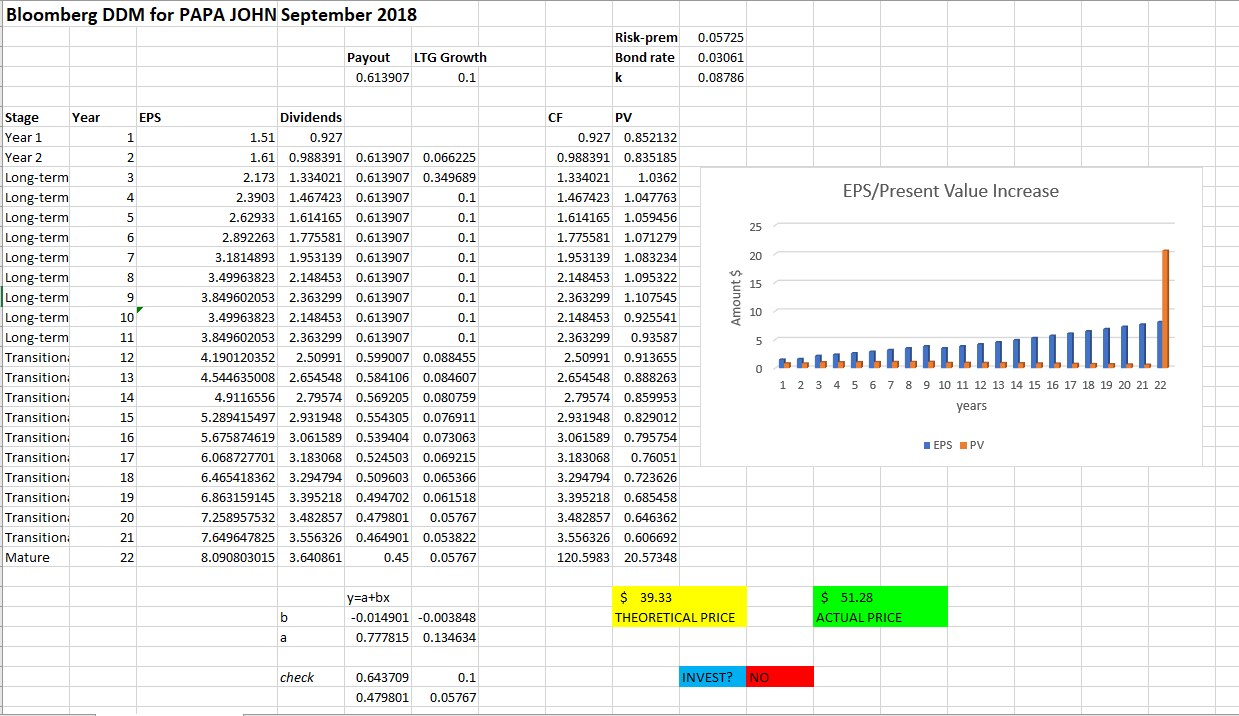 Bloomberg DDM for PAPA JOHN September 2018
Risk-prem 0.05725
Payout LTG Growth Bond rate 0.03061
0.613907 0.1 k 0.08786
Stage Year EPS Dividends CF PV
Year 1 1 1.51 0.927 0.927 0.852132
Year 2 2 1.61 0.988391 0.613907 0.066225 0.988391 0.835185
Long-term 3 2.173 1.334021 0.613907 0.349689 1.334021 1.0362
Long-term 4 2.3903 1.467423 0.613907 0.1 1.467423 1.047763
Long-term 5 2.62933 1.614165 0.613907 0.1 1.614165 1.059456
Long-term 6 2.892263 1.775581 0.613907 0.1 1.775581 1.071279
Long-term 7 3.1814893 1.953139 0.613907 0.1 1.953139 1.083234
Long-term 8 3.49963823 2.148453 0.613907 0.1 2.148453 1.095322
Long-term 9 3.849602053 2.363299 0.613907 0.1 2.363299 1.107545
Long-term 10 3.49963823 2.148453 0.613907 0.1 2.148453 0.925541
Long-term 11 3.849602053 2.363299 0.613907 0.1 2.363299 0.93587
Transitiona 12 4.190120352 2.50991 0.599007 0.088455 2.50991 0.913655
Transitiona 13 4.544635008 2.654548 0.584106 0.084607 2.654548 0.888263
Transitiona 14 4.9116556 2.79574 0.569205 0.080759 2.79574 0.859953
Transitiona 15 5.289415497 2.931948 0.554305 0.076911 2.931948 0.829012
Transitiona 16 5.675874619 3.061589 0.539404 0.073063 3.061589 0.795754
Transitiona 17 6.068727701 3.183068 0.524503 0.069215 3.183068 0.76051
Transitiona 18 6.465418362 3.294794 0.509603 0.065366 3.294794 0.723626
Transitiona 19 6.863159145 3.395218 0.494702 0.061518 3.395218 0.685458
Transitiona 20 7.258957532 3.482857 0.479801 0.05767 3.482857 0.646362
Transitiona 21 7.649647825 3.556326 0.464901 0.053822 3.556326 0.606692
Mature 22 8.090803015 3.640861 0.45 0.05767 120.5983 20.57348
EPS/Present Value Increase
25
20
15
10
5
0
Amount $
1 2 3 4 5 6 7 8 9 10 11 12 13 14 15 16 17 18 19 20 21 22
years
EPS PV
y=a+bx $ 39.33 $ 51.28
b -0.014901 -0.003848 THEORETICAL PRICE ACTUAL PRICE
a 0.777815 0.134634
check 0.643709 0.1 INVEST? NO
0.479801 0.05767